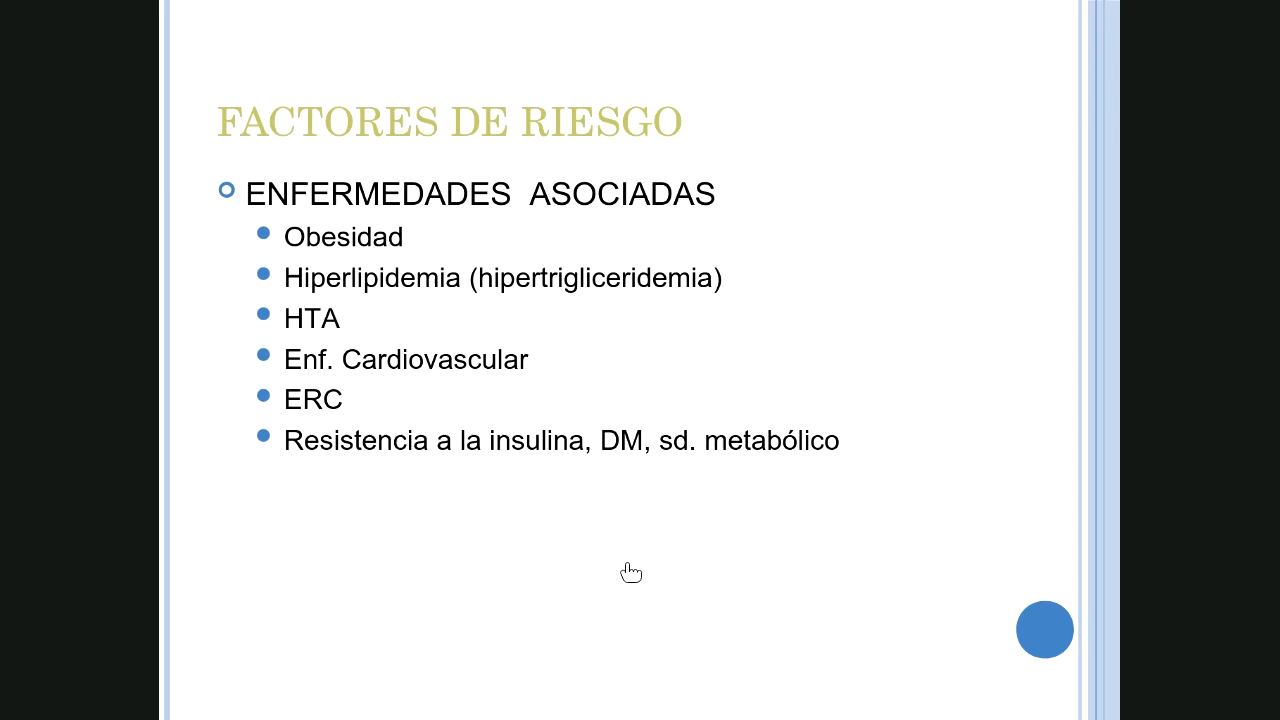 FACTORES DE RIESGO
ENFERMEDADES  ASOCIADAS
Obesidad
Hiperlipidemia (hipertrigliceridemia)
HTA
Enf. Cardiovascular
ERC
Resistencia a la insulina, DM, sd. metabólico